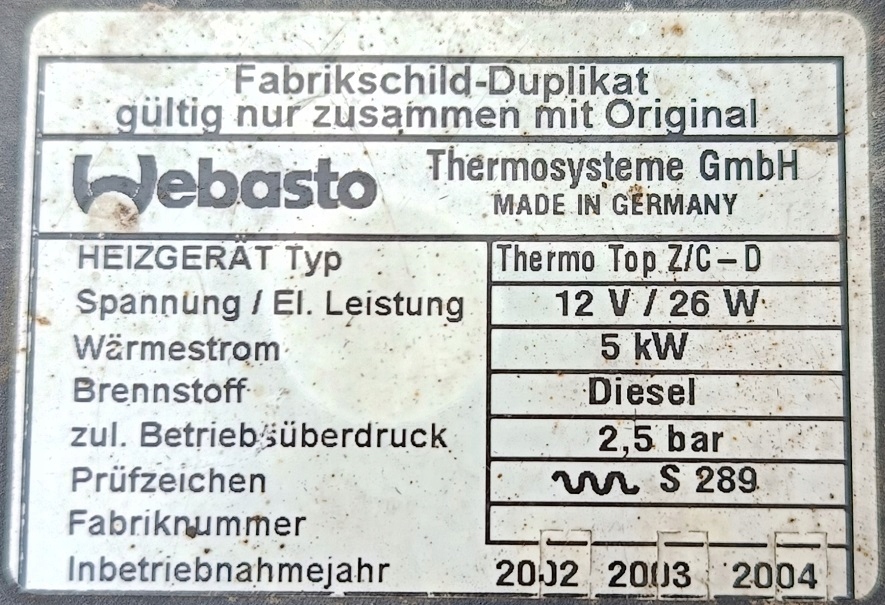 Fabrikschild-Duplikat
gültig nur zusammen mit Original
Webasto Thermosysteme GmbH
MADE IN GERMANY
HEIZGERÄT Typ Thermo Top Z/C-D
Spannung / El. Leistung 12 V / 26 W
Wärmestrom 5 kW
Brennstoff Diesel
zul. Betriebsüberdruck 2,5 bar
Prüfzeichen S 289
Fabriknummer
Inbetriebnahmejahr 2002 2003 2004